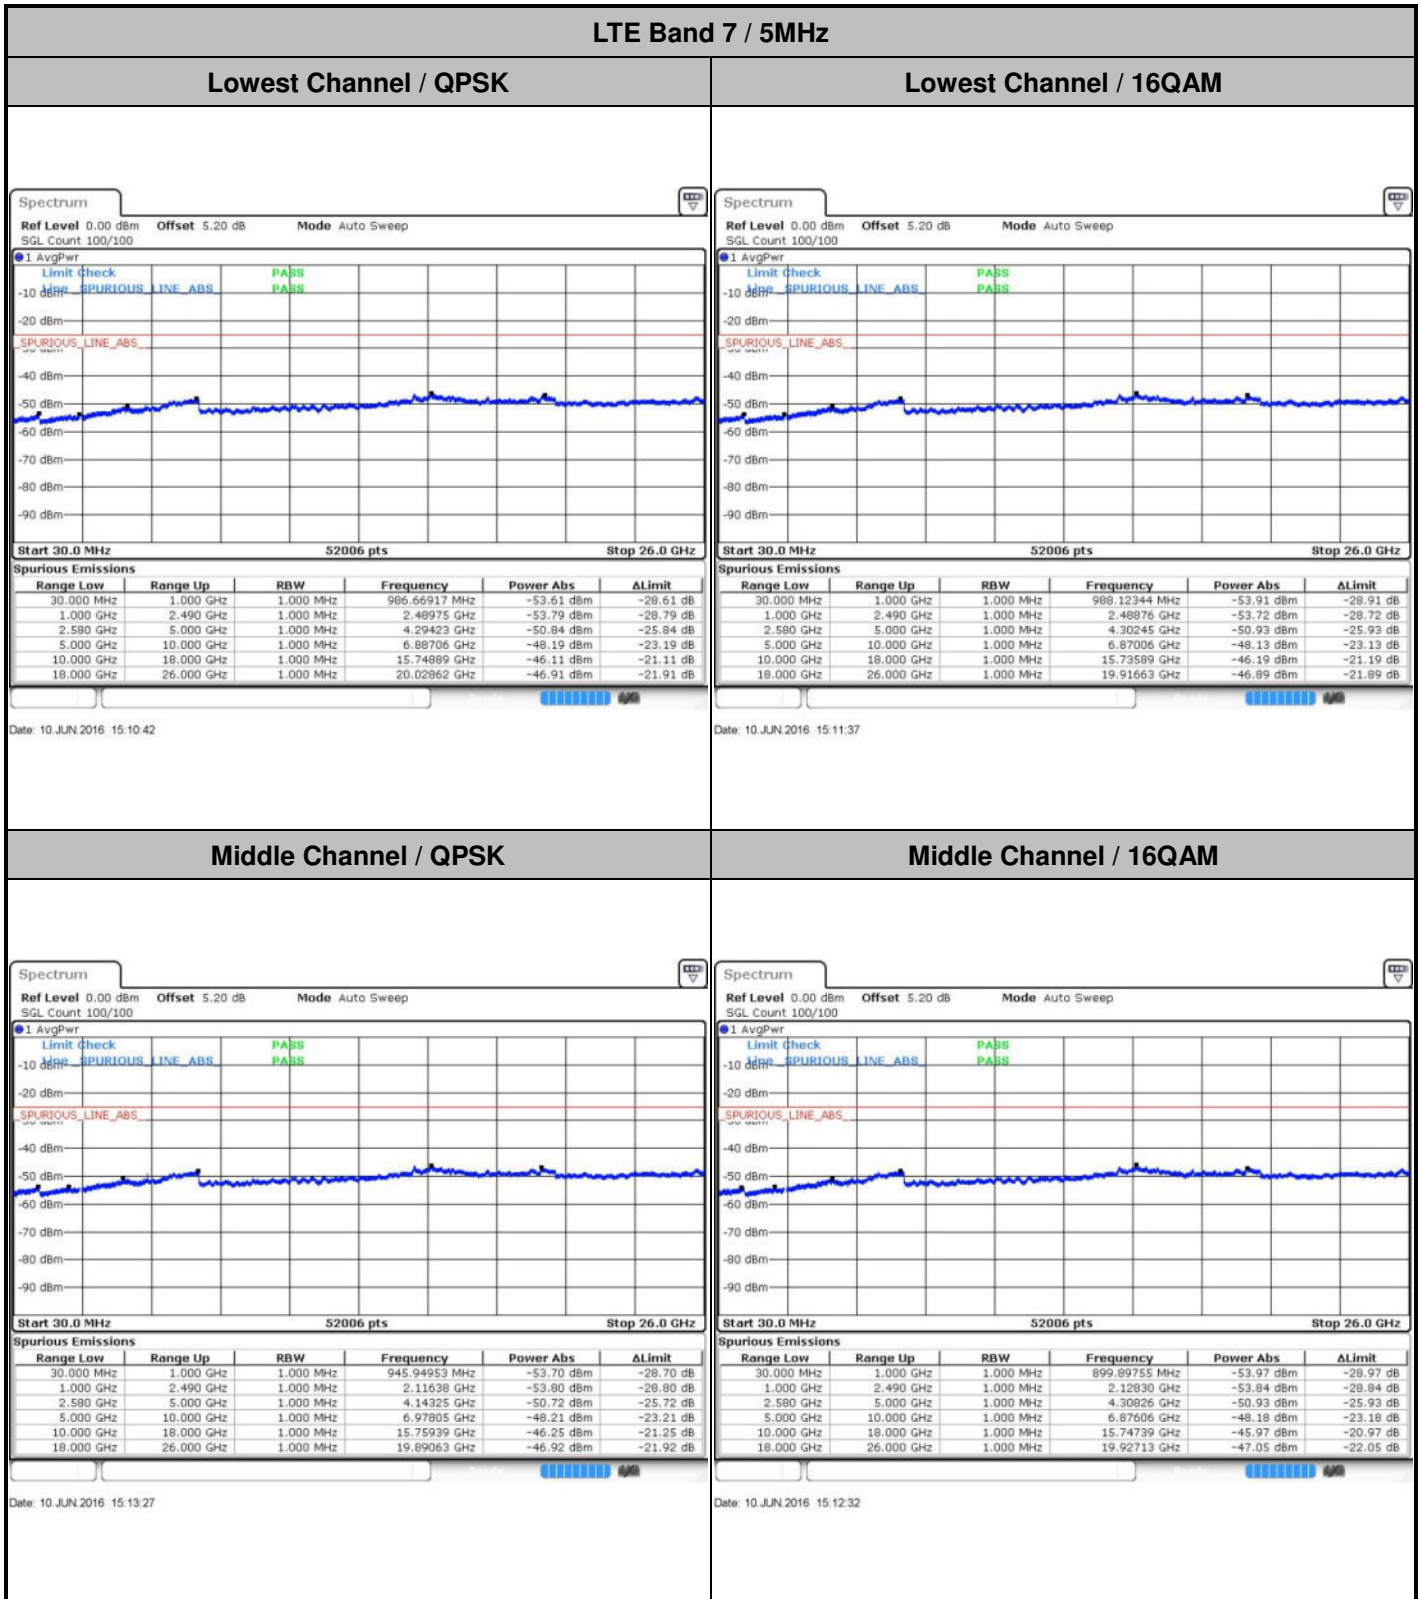 LTE Band 7 / 5MHz
Lowest Channel / QPSK
Lowest Channel / 16QAM
Spectrum
Ref Level 0.00 dBm Offset 5.20 dB Mode Auto Sweep
SGL Count 100/100
1 AvgPwr
Limit Check PASS
Line _SPURIOUS_LINE_ABS_ PASS
-10 dBm
-20 dBm
_SPURIOUS_LINE_ABS_
-40 dBm
-50 dBm
-60 dBm
-70 dBm
-80 dBm
-90 dBm
Start 30.0 MHz 52006 pts Stop 26.0 GHz
Spurious Emissions
Range Low Range Up RBW Frequency Power Abs ΔLimit
30.000 MHz 1.000 GHz 1.000 MHz 986.66917 MHz -53.61 dBm -28.61 dB
1.000 GHz 2.490 GHz 1.000 MHz 2.48975 GHz -53.79 dBm -28.79 dB
2.580 GHz 5.000 GHz 1.000 MHz 4.29423 GHz -50.84 dBm -25.84 dB
5.000 GHz 10.000 GHz 1.000 MHz 6.88706 GHz -48.19 dBm -23.19 dB
10.000 GHz 18.000 GHz 1.000 MHz 15.74889 GHz -46.11 dBm -21.11 dB
18.000 GHz 26.000 GHz 1.000 MHz 20.02862 GHz -46.91 dBm -21.91 dB
Date: 10.JUN.2016 15:10:42
Spectrum
Ref Level 0.00 dBm Offset 5.20 dB Mode Auto Sweep
SGL Count 100/100
1 AvgPwr
Limit Check PASS
Line _SPURIOUS_LINE_ABS_ PASS
-10 dBm
-20 dBm
_SPURIOUS_LINE_ABS_
-40 dBm
-50 dBm
-60 dBm
-70 dBm
-80 dBm
-90 dBm
Start 30.0 MHz 52006 pts Stop 26.0 GHz
Spurious Emissions
Range Low Range Up RBW Frequency Power Abs ΔLimit
30.000 MHz 1.000 GHz 1.000 MHz 988.12344 MHz -53.91 dBm -28.91 dB
1.000 GHz 2.490 GHz 1.000 MHz 2.48876 GHz -53.72 dBm -28.72 dB
2.580 GHz 5.000 GHz 1.000 MHz 4.30245 GHz -50.93 dBm -25.93 dB
5.000 GHz 10.000 GHz 1.000 MHz 6.87006 GHz -48.13 dBm -23.13 dB
10.000 GHz 18.000 GHz 1.000 MHz 15.73589 GHz -46.19 dBm -21.19 dB
18.000 GHz 26.000 GHz 1.000 MHz 19.91663 GHz -46.89 dBm -21.89 dB
Date: 10.JUN.2016 15:11:37
Middle Channel / QPSK
Middle Channel / 16QAM
Spectrum
Ref Level 0.00 dBm Offset 5.20 dB Mode Auto Sweep
SGL Count 100/100
1 AvgPwr
Limit Check PASS
Line _SPURIOUS_LINE_ABS_ PASS
-10 dBm
-20 dBm
_SPURIOUS_LINE_ABS_
-40 dBm
-50 dBm
-60 dBm
-70 dBm
-80 dBm
-90 dBm
Start 30.0 MHz 52006 pts Stop 26.0 GHz
Spurious Emissions
Range Low Range Up RBW Frequency Power Abs ΔLimit
30.000 MHz 1.000 GHz 1.000 MHz 945.94953 MHz -53.70 dBm -28.70 dB
1.000 GHz 2.490 GHz 1.000 MHz 2.11638 GHz -53.80 dBm -28.80 dB
2.580 GHz 5.000 GHz 1.000 MHz 4.14325 GHz -50.72 dBm -25.72 dB
5.000 GHz 10.000 GHz 1.000 MHz 6.97805 GHz -48.21 dBm -23.21 dB
10.000 GHz 18.000 GHz 1.000 MHz 15.75939 GHz -46.25 dBm -21.25 dB
18.000 GHz 26.000 GHz 1.000 MHz 19.89063 GHz -46.92 dBm -21.92 dB
Date: 10.JUN.2016 15:13:27
Spectrum
Ref Level 0.00 dBm Offset 5.20 dB Mode Auto Sweep
SGL Count 100/100
1 AvgPwr
Limit Check PASS
Line _SPURIOUS_LINE_ABS_ PASS
-10 dBm
-20 dBm
_SPURIOUS_LINE_ABS_
-40 dBm
-50 dBm
-60 dBm
-70 dBm
-80 dBm
-90 dBm
Start 30.0 MHz 52006 pts Stop 26.0 GHz
Spurious Emissions
Range Low Range Up RBW Frequency Power Abs ΔLimit
30.000 MHz 1.000 GHz 1.000 MHz 899.89755 MHz -53.97 dBm -28.97 dB
1.000 GHz 2.490 GHz 1.000 MHz 2.12830 GHz -53.84 dBm -28.84 dB
2.580 GHz 5.000 GHz 1.000 MHz 4.30826 GHz -50.93 dBm -25.93 dB
5.000 GHz 10.000 GHz 1.000 MHz 6.87606 GHz -48.18 dBm -23.18 dB
10.000 GHz 18.000 GHz 1.000 MHz 15.74739 GHz -45.97 dBm -20.97 dB
18.000 GHz 26.000 GHz 1.000 MHz 19.92713 GHz -47.05 dBm -22.05 dB
Date: 10.JUN.2016 15:12:32